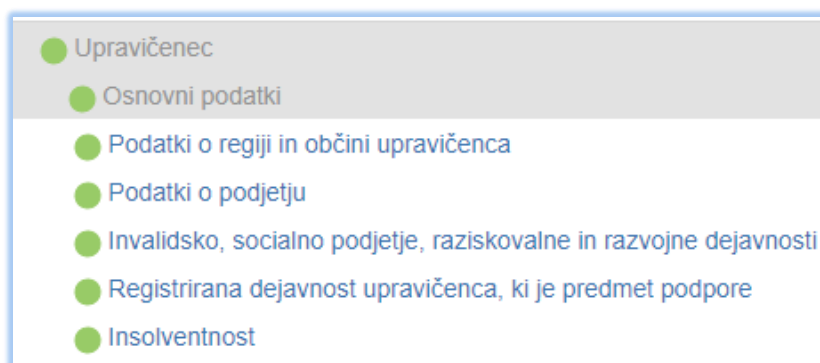 Upravičenec
Osnovni podatki
Podatki o regiji in občini upravičenca
Podatki o podjetju
Invalidsko, socialno podjetje, raziskovalne in razvojne dejavnosti
Registrirana dejavnost upravičenca, ki je predmet podpore
Insolventnost